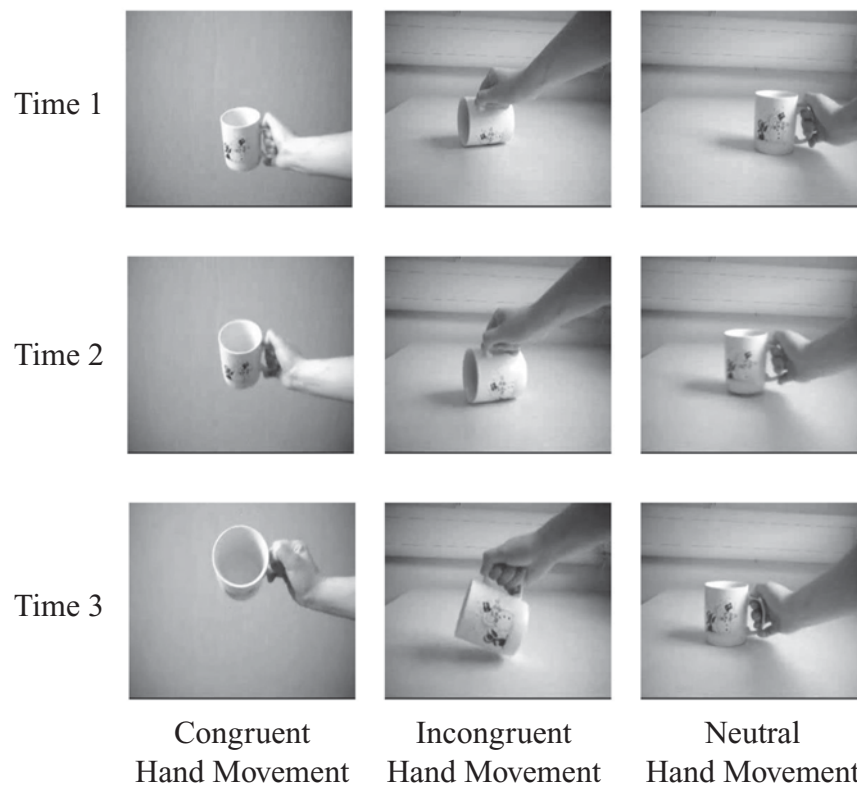 Time 1
Time 2
Time 3
Congruent
Hand Movement
Incongruent
Hand Movement
Neutral
Hand Movement